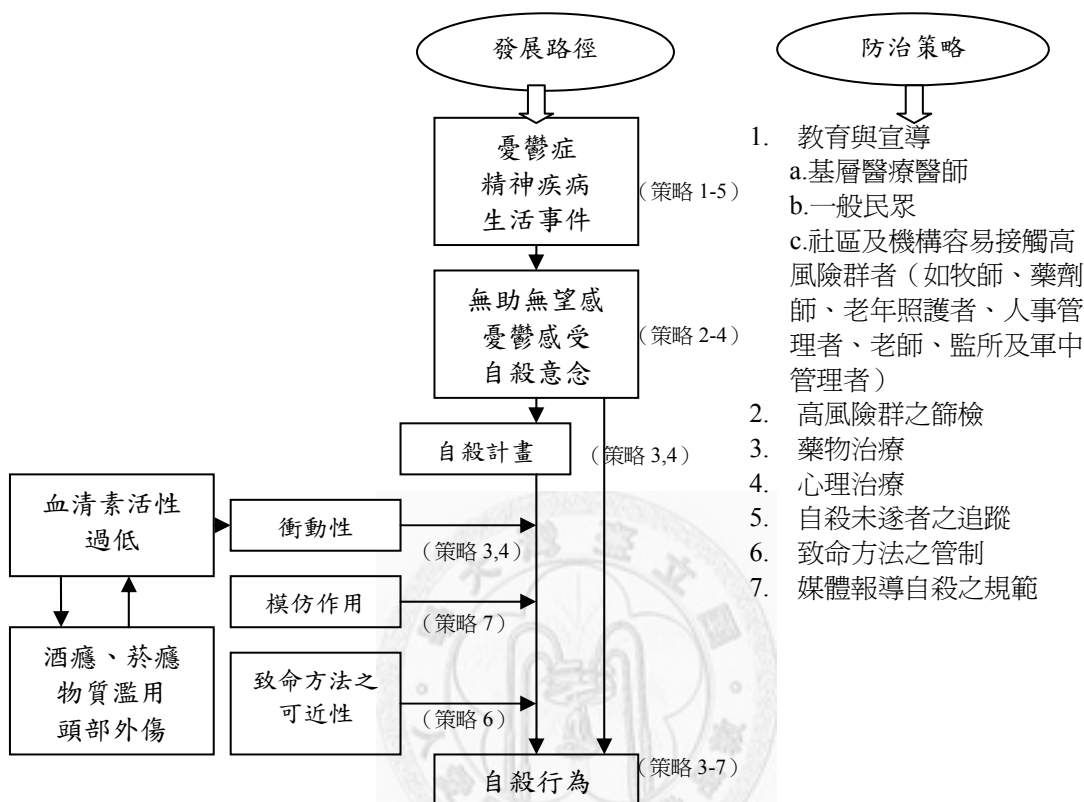 發展路徑
防治策略
憂鬱症
精神疾病
生活事件
（策略 1-5）
無助無望感
憂鬱感受
自殺意念
（策略 2-4）
自殺計畫
（策略 3,4）
血清素活性
過低
衝動性
（策略 3,4）
模仿作用
（策略 7）
酒癮、菸癮
物質濫用
頭部外傷
致命方法之
可近性
（策略 6）
自殺行為
（策略 3-7）
1. 教育與宣導
a.基層醫療醫師
b.一般民眾
c.社區及機構容易接觸高
風險群者（如牧師、藥劑
師、老年照護者、人事管
理者、老師、監所及軍中
管理者）
2. 高風險群之篩檢
3. 藥物治療
4. 心理治療
5. 自殺未遂者之追蹤
6. 致命方法之管制
7. 媒體報導自殺之規範